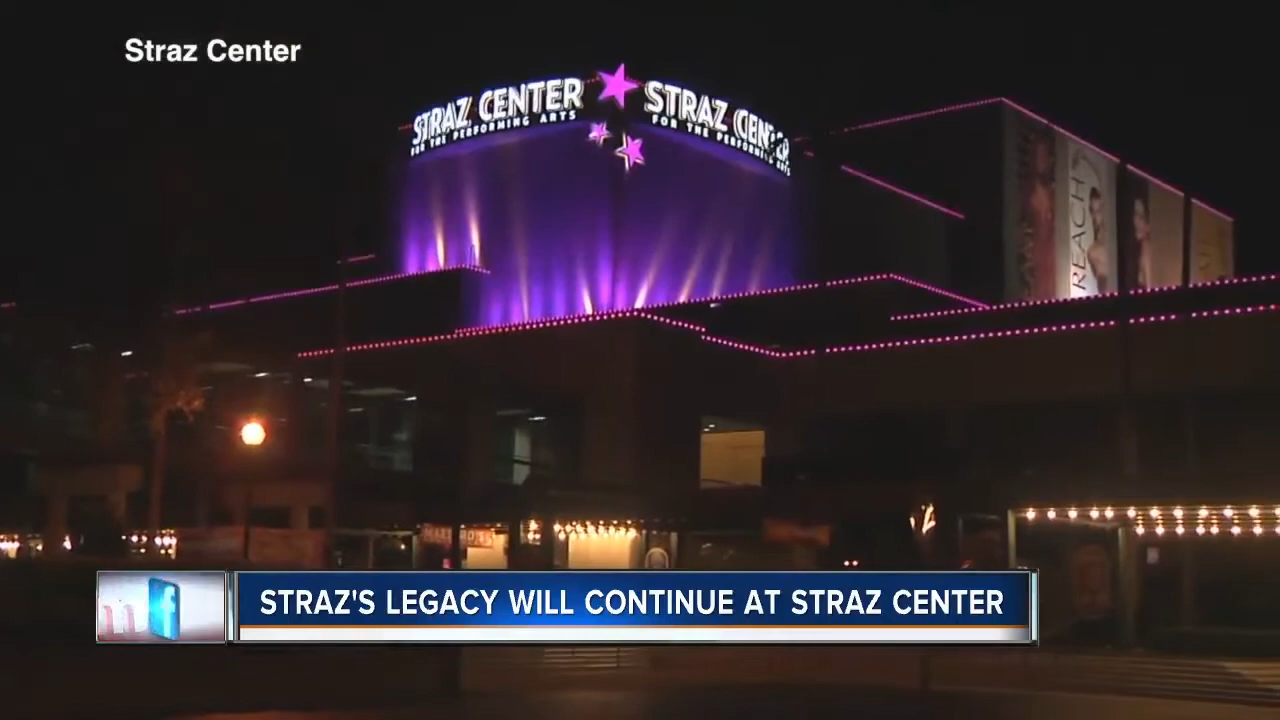 Straz Center
STRAZ CENTER
FOR THE PERFORMING ARTS
STRAZ CENTER
FOR THE PERFORMING ARTS
REACH
STRAZ'S LEGACY WILL CONTINUE AT STRAZ CENTER
f